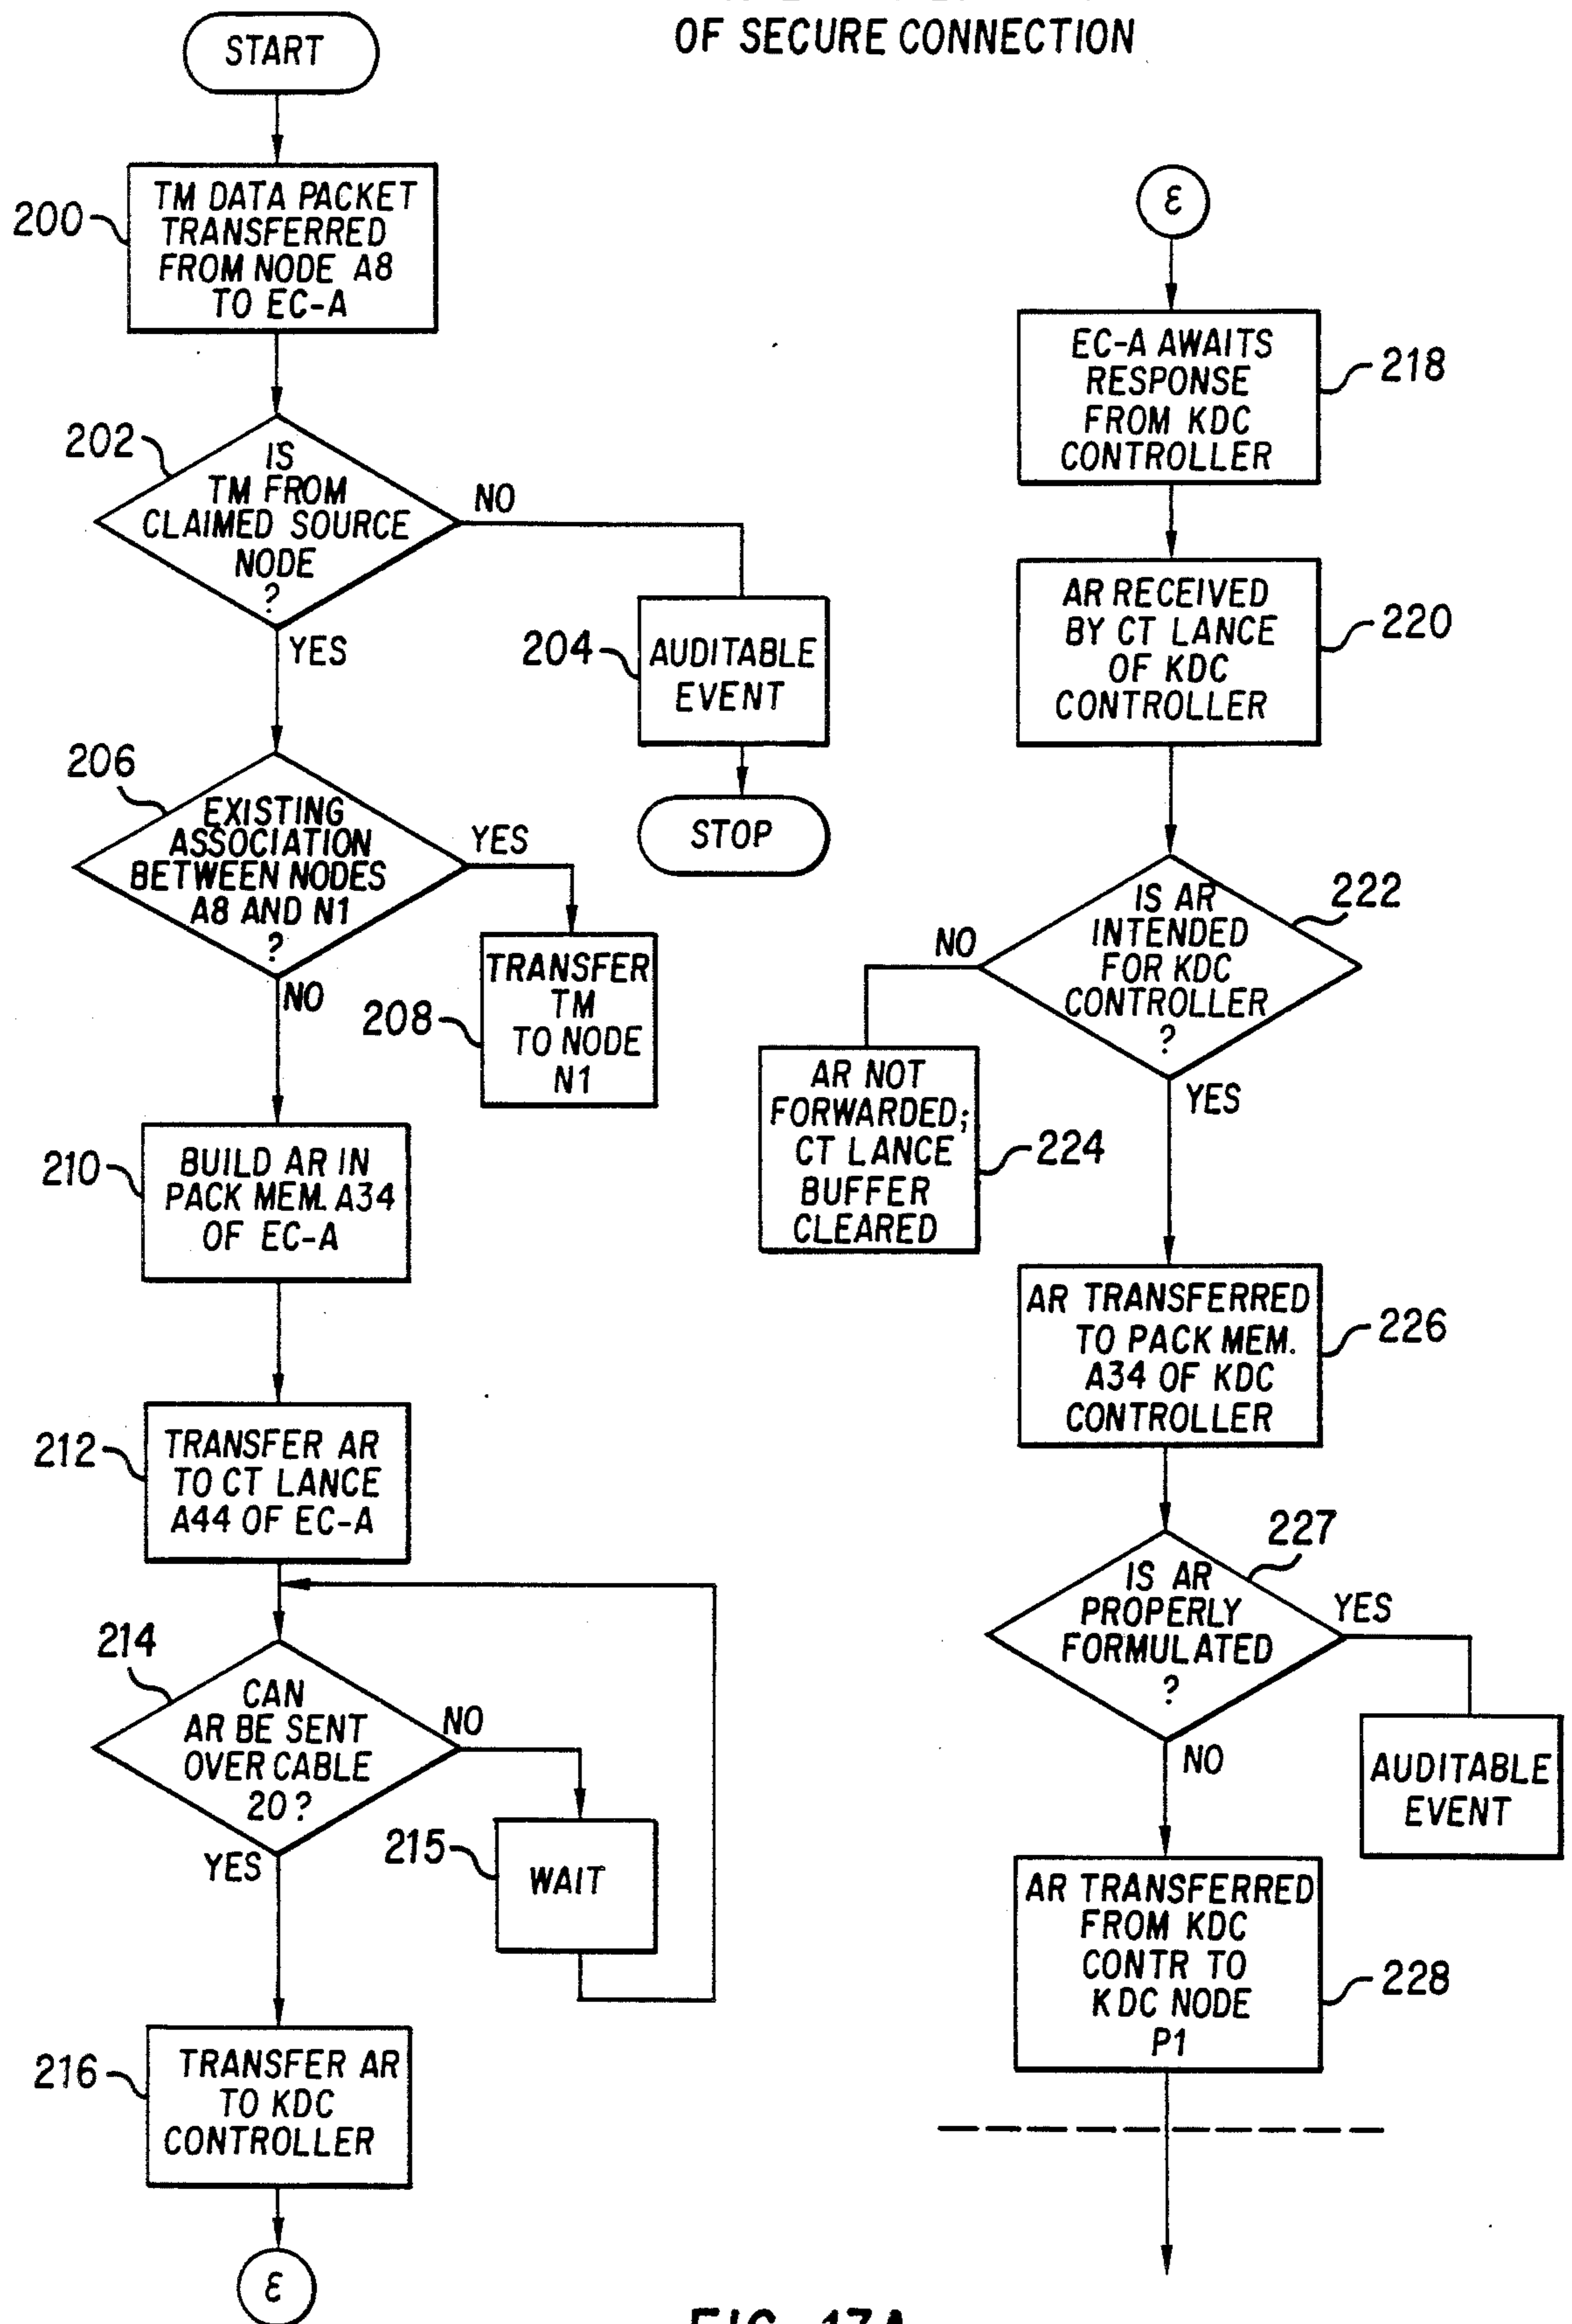 OF SECURE CONNECTION
START
200
TM DATA PACKET
TRANSFERRED
FROM NODE A8
TO EC-A
202
IS
TM FROM
CLAIMED SOURCE
NODE
?
NO
YES
204
AUDITABLE
EVENT
STOP
206
EXISTING
ASSOCIATION
BETWEEN NODES
A8 AND N1
?
YES
NO
208
TRANSFER
TM
TO NODE
N1
210
BUILD AR IN
PACK MEM. A34
OF EC-A
212
TRANSFER AR
TO CT LANCE
A44 OF EC-A
214
CAN
AR BE SENT
OVER CABLE
20?
NO
YES
215
WAIT
216
TRANSFER AR
TO KDC
CONTROLLER
ε
ε
EC-A AWAITS
RESPONSE
FROM KDC
CONTROLLER
218
AR RECEIVED
BY CT LANCE
OF KDC
CONTROLLER
220
IS AR
INTENDED
FOR KDC
CONTROLLER
?
222
NO
YES
AR NOT
FORWARDED;
CT LANCE
BUFFER
CLEARED
224
AR TRANSFERRED
TO PACK MEM.
A34 OF KDC
CONTROLLER
226
227
IS AR
PROPERLY
FORMULATED
?
YES
NO
AUDITABLE
EVENT
AR TRANSFERRED
FROM KDC
CONTR TO
KDC NODE
P1
228
FIG. 17A